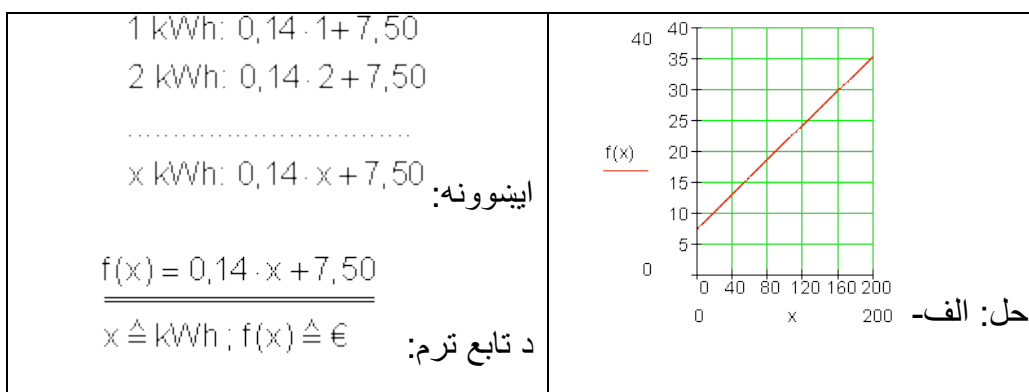 1 kWh: 0,14 · 1 + 7,50
2 kWh: 0,14 · 2 + 7,50
................................
x kWh: 0,14 · x + 7,50
ایښوونه:
f(x) = 0,14 · x + 7,50
x ≙ kWh ; f(x) ≙ €
د تابع ترم:
40
40
35
30
25
f(x)
20
15
10
5
0
0 40 80 120 160 200
0 x 200
حل: الف-